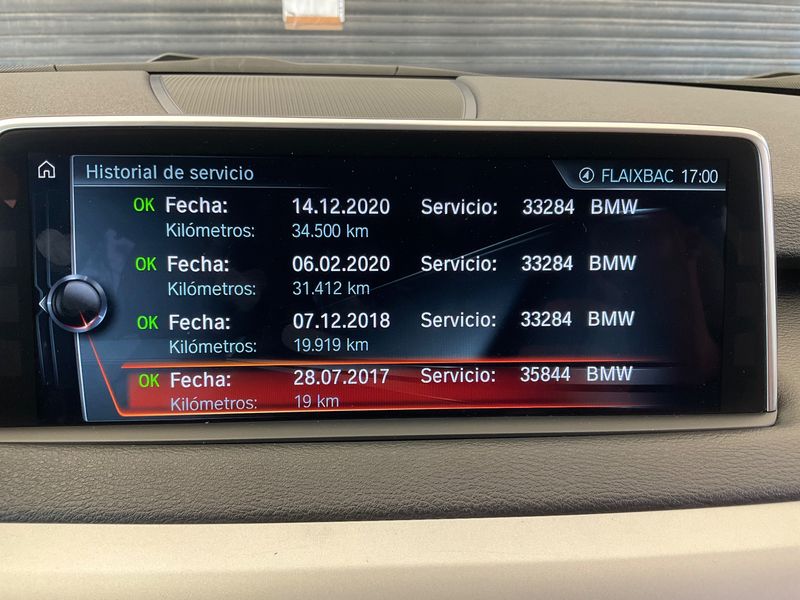 Historial de servicio FLAIXBAC 17:00
OK Fecha: 14.12.2020 Servicio: 33284 BMW
Kilómetros: 34.500 km
OK Fecha: 06.02.2020 Servicio: 33284 BMW
Kilómetros: 31.412 km
OK Fecha: 07.12.2018 Servicio: 33284 BMW
Kilómetros: 19.919 km
OK Fecha: 28.07.2017 Servicio: 35844 BMW
Kilómetros: 19 km